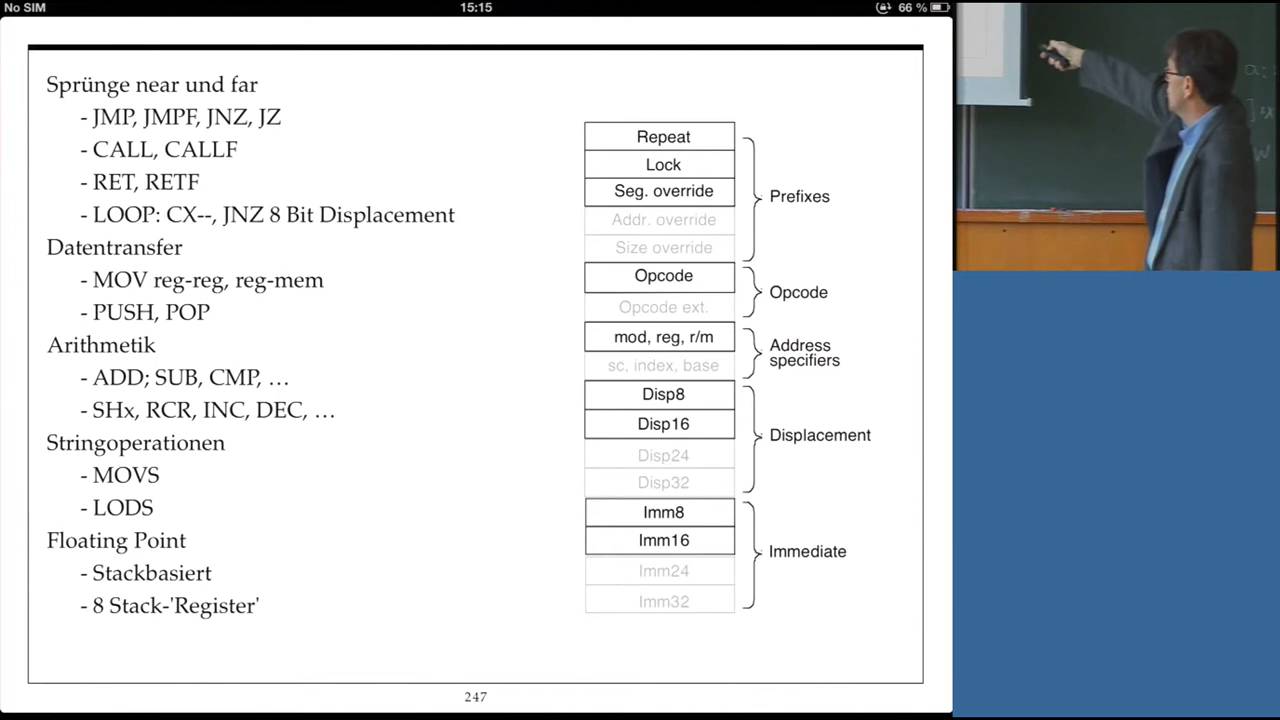 No SIM
15:15
66 %
Sprünge near und far
- JMP, JMPF, JNZ, JZ
- CALL, CALLF
- RET, RETF
- LOOP: CX--, JNZ 8 Bit Displacement
Datentransfer
- MOV reg-reg, reg-mem
- PUSH, POP
Arithmetik
- ADD; SUB, CMP, …
- SHx, RCR, INC, DEC, …
Stringoperationen
- MOVS
- LODS
Floating Point
- Stackbasiert
- 8 Stack-'Register'
Repeat
Lock
Seg. override
Addr. override
Size override
Prefixes
Opcode
Opcode ext.
Opcode
mod, reg, r/m
sc, index, base
Address
specifiers
Disp8
Disp16
Disp24
Disp32
Displacement
Imm8
Imm16
Imm24
Imm32
Immediate
247